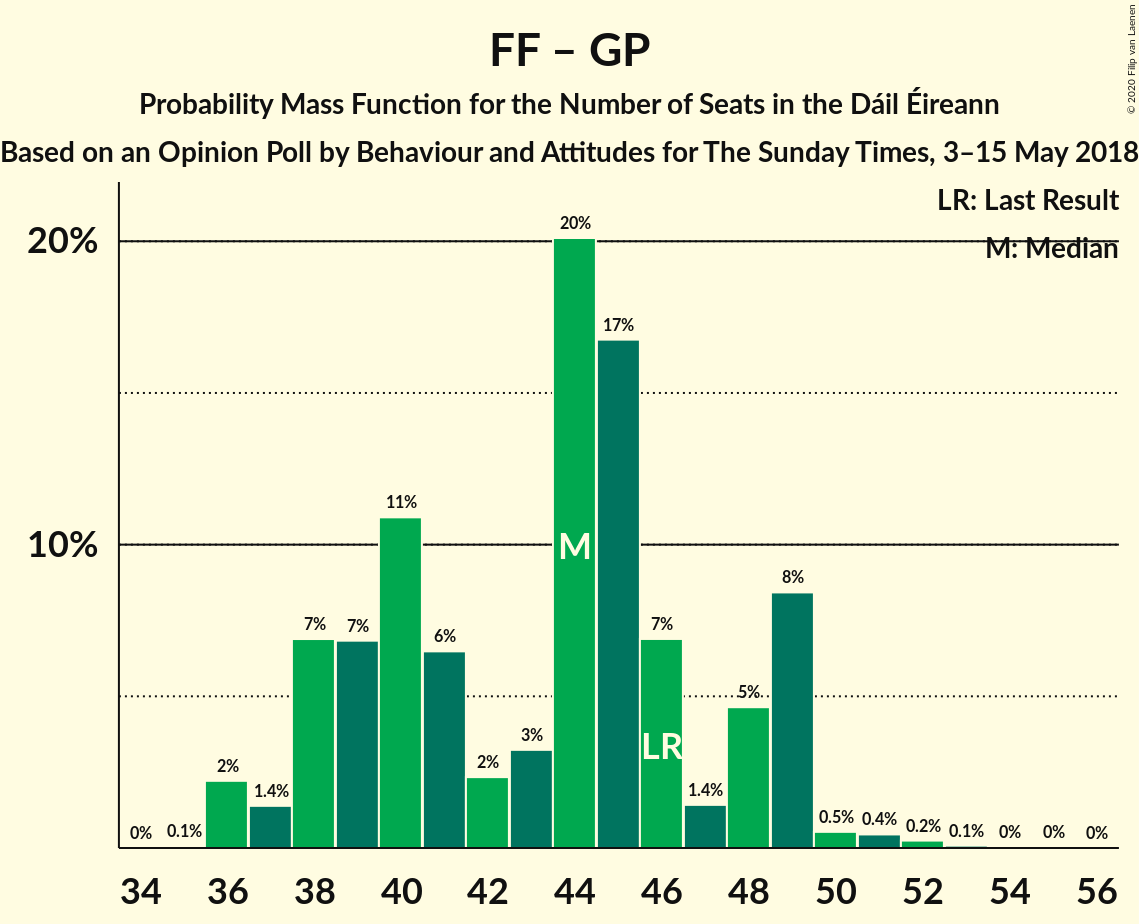 FF – GP
Probability Mass Function for the Number of Seats in the Dáil Éireann
Based on an Opinion Poll by Behaviour and Attitudes for The Sunday Times, 3–15 May 2018
© 2020 Filip van Laenen
LR: Last Result
M: Median
20%
10%
0%
0.1%
2%
1.4%
7%
7%
11%
6%
2%
3%
20%
17%
7%
1.4%
5%
8%
0.5%
0.4%
0.2%
0.1%
0%
0%
0%
M
LR
34 36 38 40 42 44 46 48 50 52 54 56